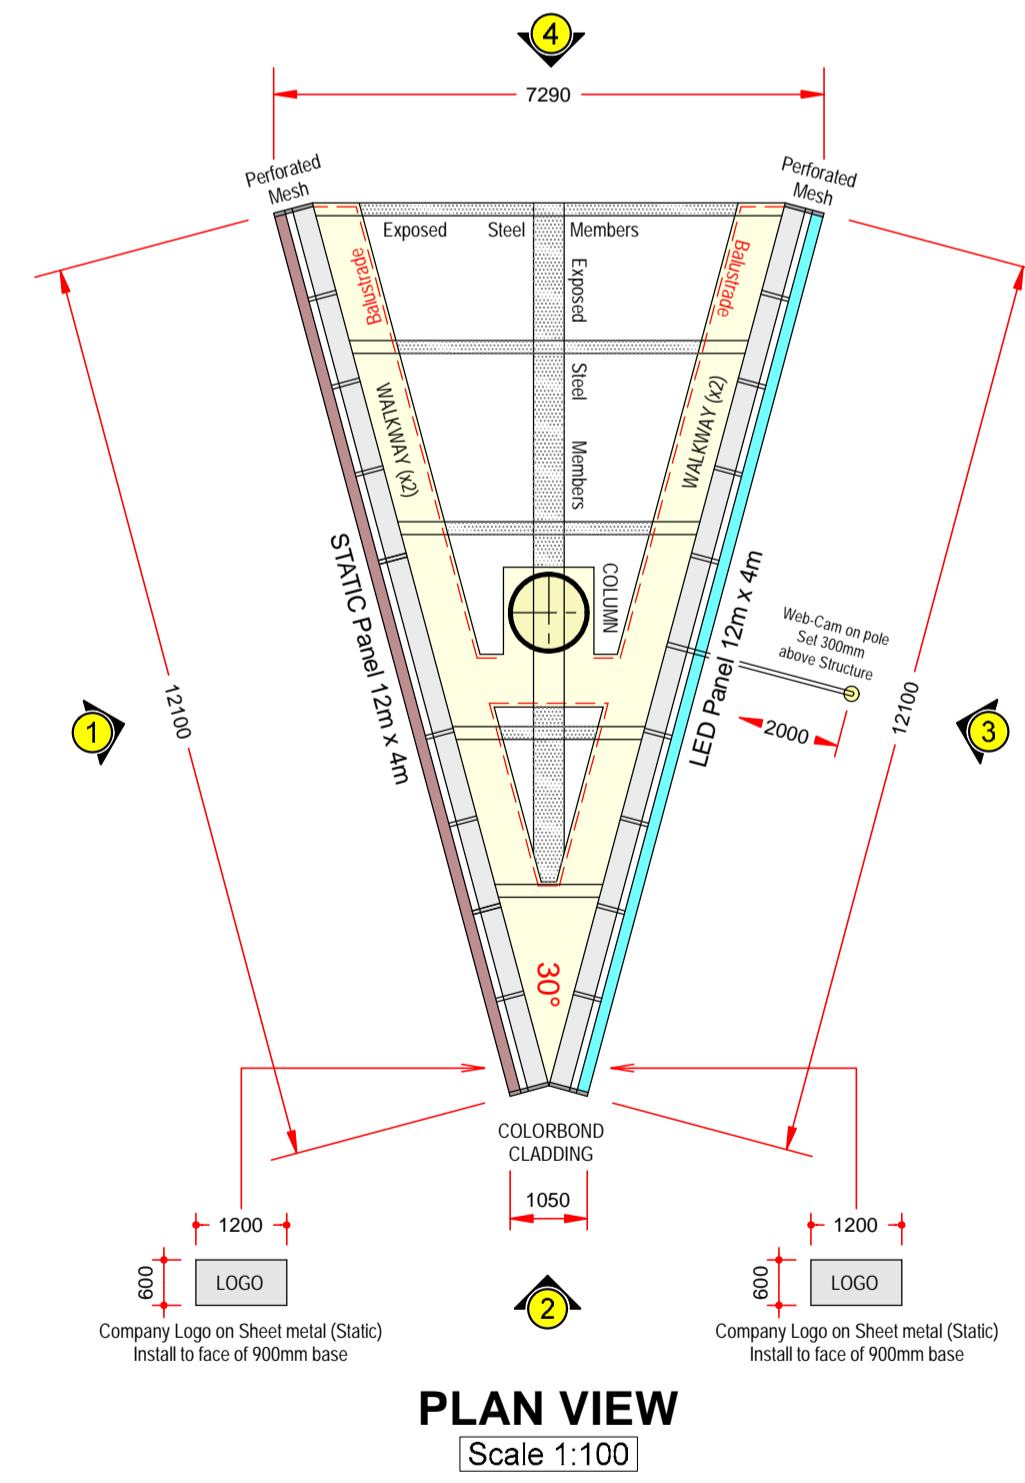 4
7290
Perforated
Mesh
Perforated
Mesh
Exposed Steel Members
Balustrade
Balustrade
Exposed Steel Members
WALKWAY (x2)
WALKWAY (x2)
COLUMN
STATIC Panel 12m x 4m
LED Panel 12m x 4m
Web-Cam on pole
Set 300mm
above Structure
2000
12100
12100
1
3
30°
COLORBOND
CLADDING
1050
1200
1200
600
LOGO
600
LOGO
2
Company Logo on Sheet metal (Static)
Install to face of 900mm base
Company Logo on Sheet metal (Static)
Install to face of 900mm base
PLAN VIEW
Scale 1:100